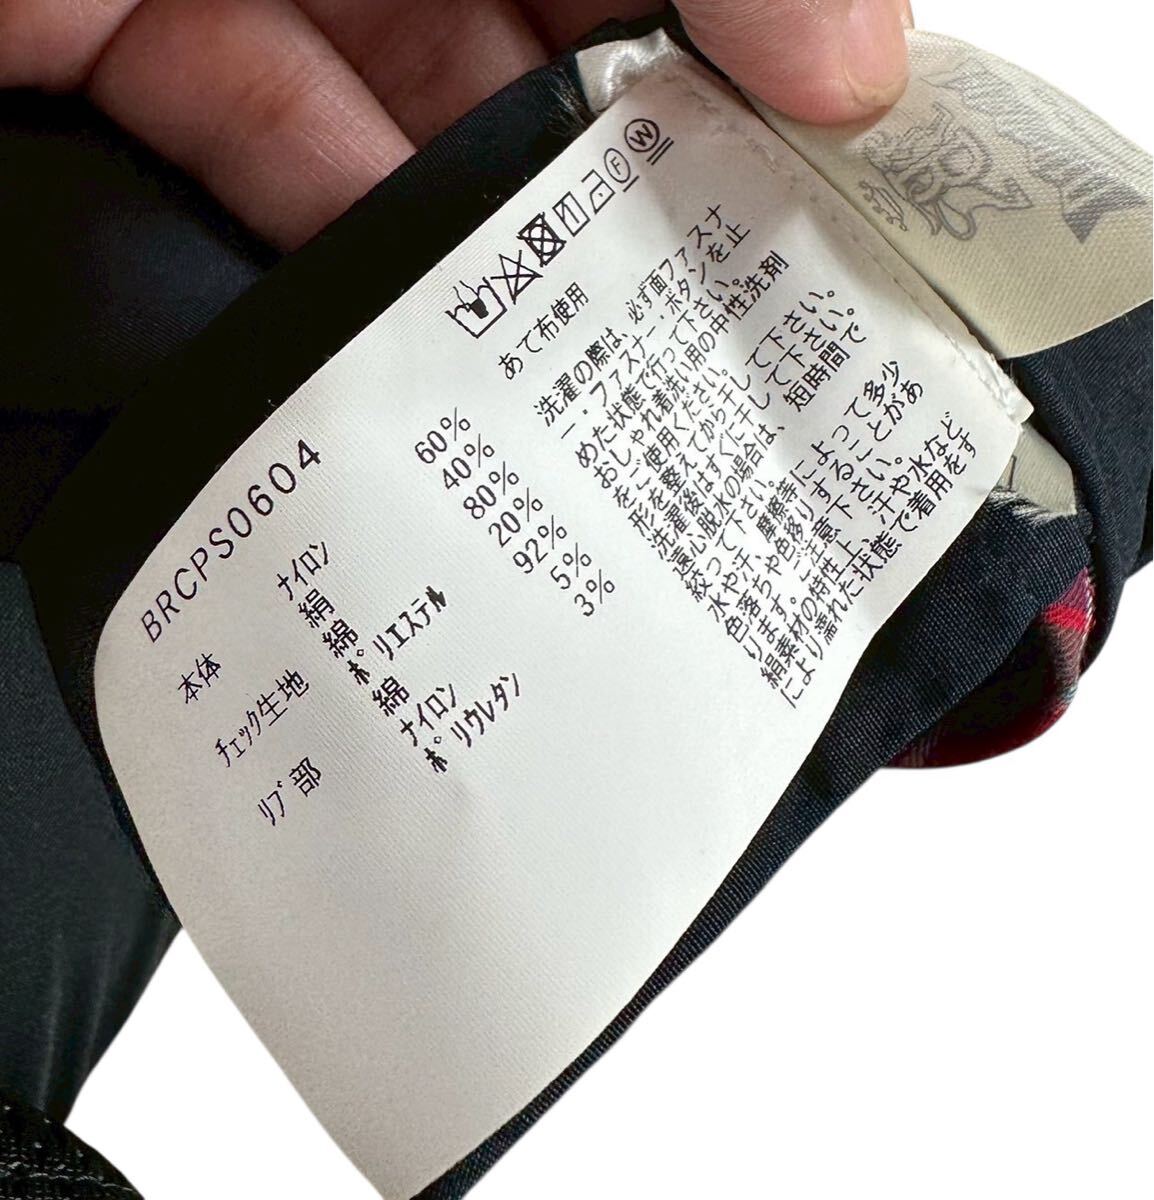 BRCPS0604
本体 ナイロン 60%
絹 40%
チェック生地 綿 80%
ポリエステル 20%
リブ部 綿 92%
ナイロン 5%
ポリウレタン 3%
F
W
あて布使用
洗濯の際は、必ず面ファスナ
ー・ファスナー・ボタンを止
めた状態で行って下さい。
おしゃれ着洗い用の中性洗剤
をご使用ください。
形を整えてから干して下さい。
洗濯後はすぐに干して下さい。
遠心脱水の場合は、短時間で
絞って下さい。
水や汗、摩擦等によって多少
色落ちや色移りすることがあ
ります。ご注意下さい。
絹素材の特性上、汗や水など
により濡れた状態で着用をす